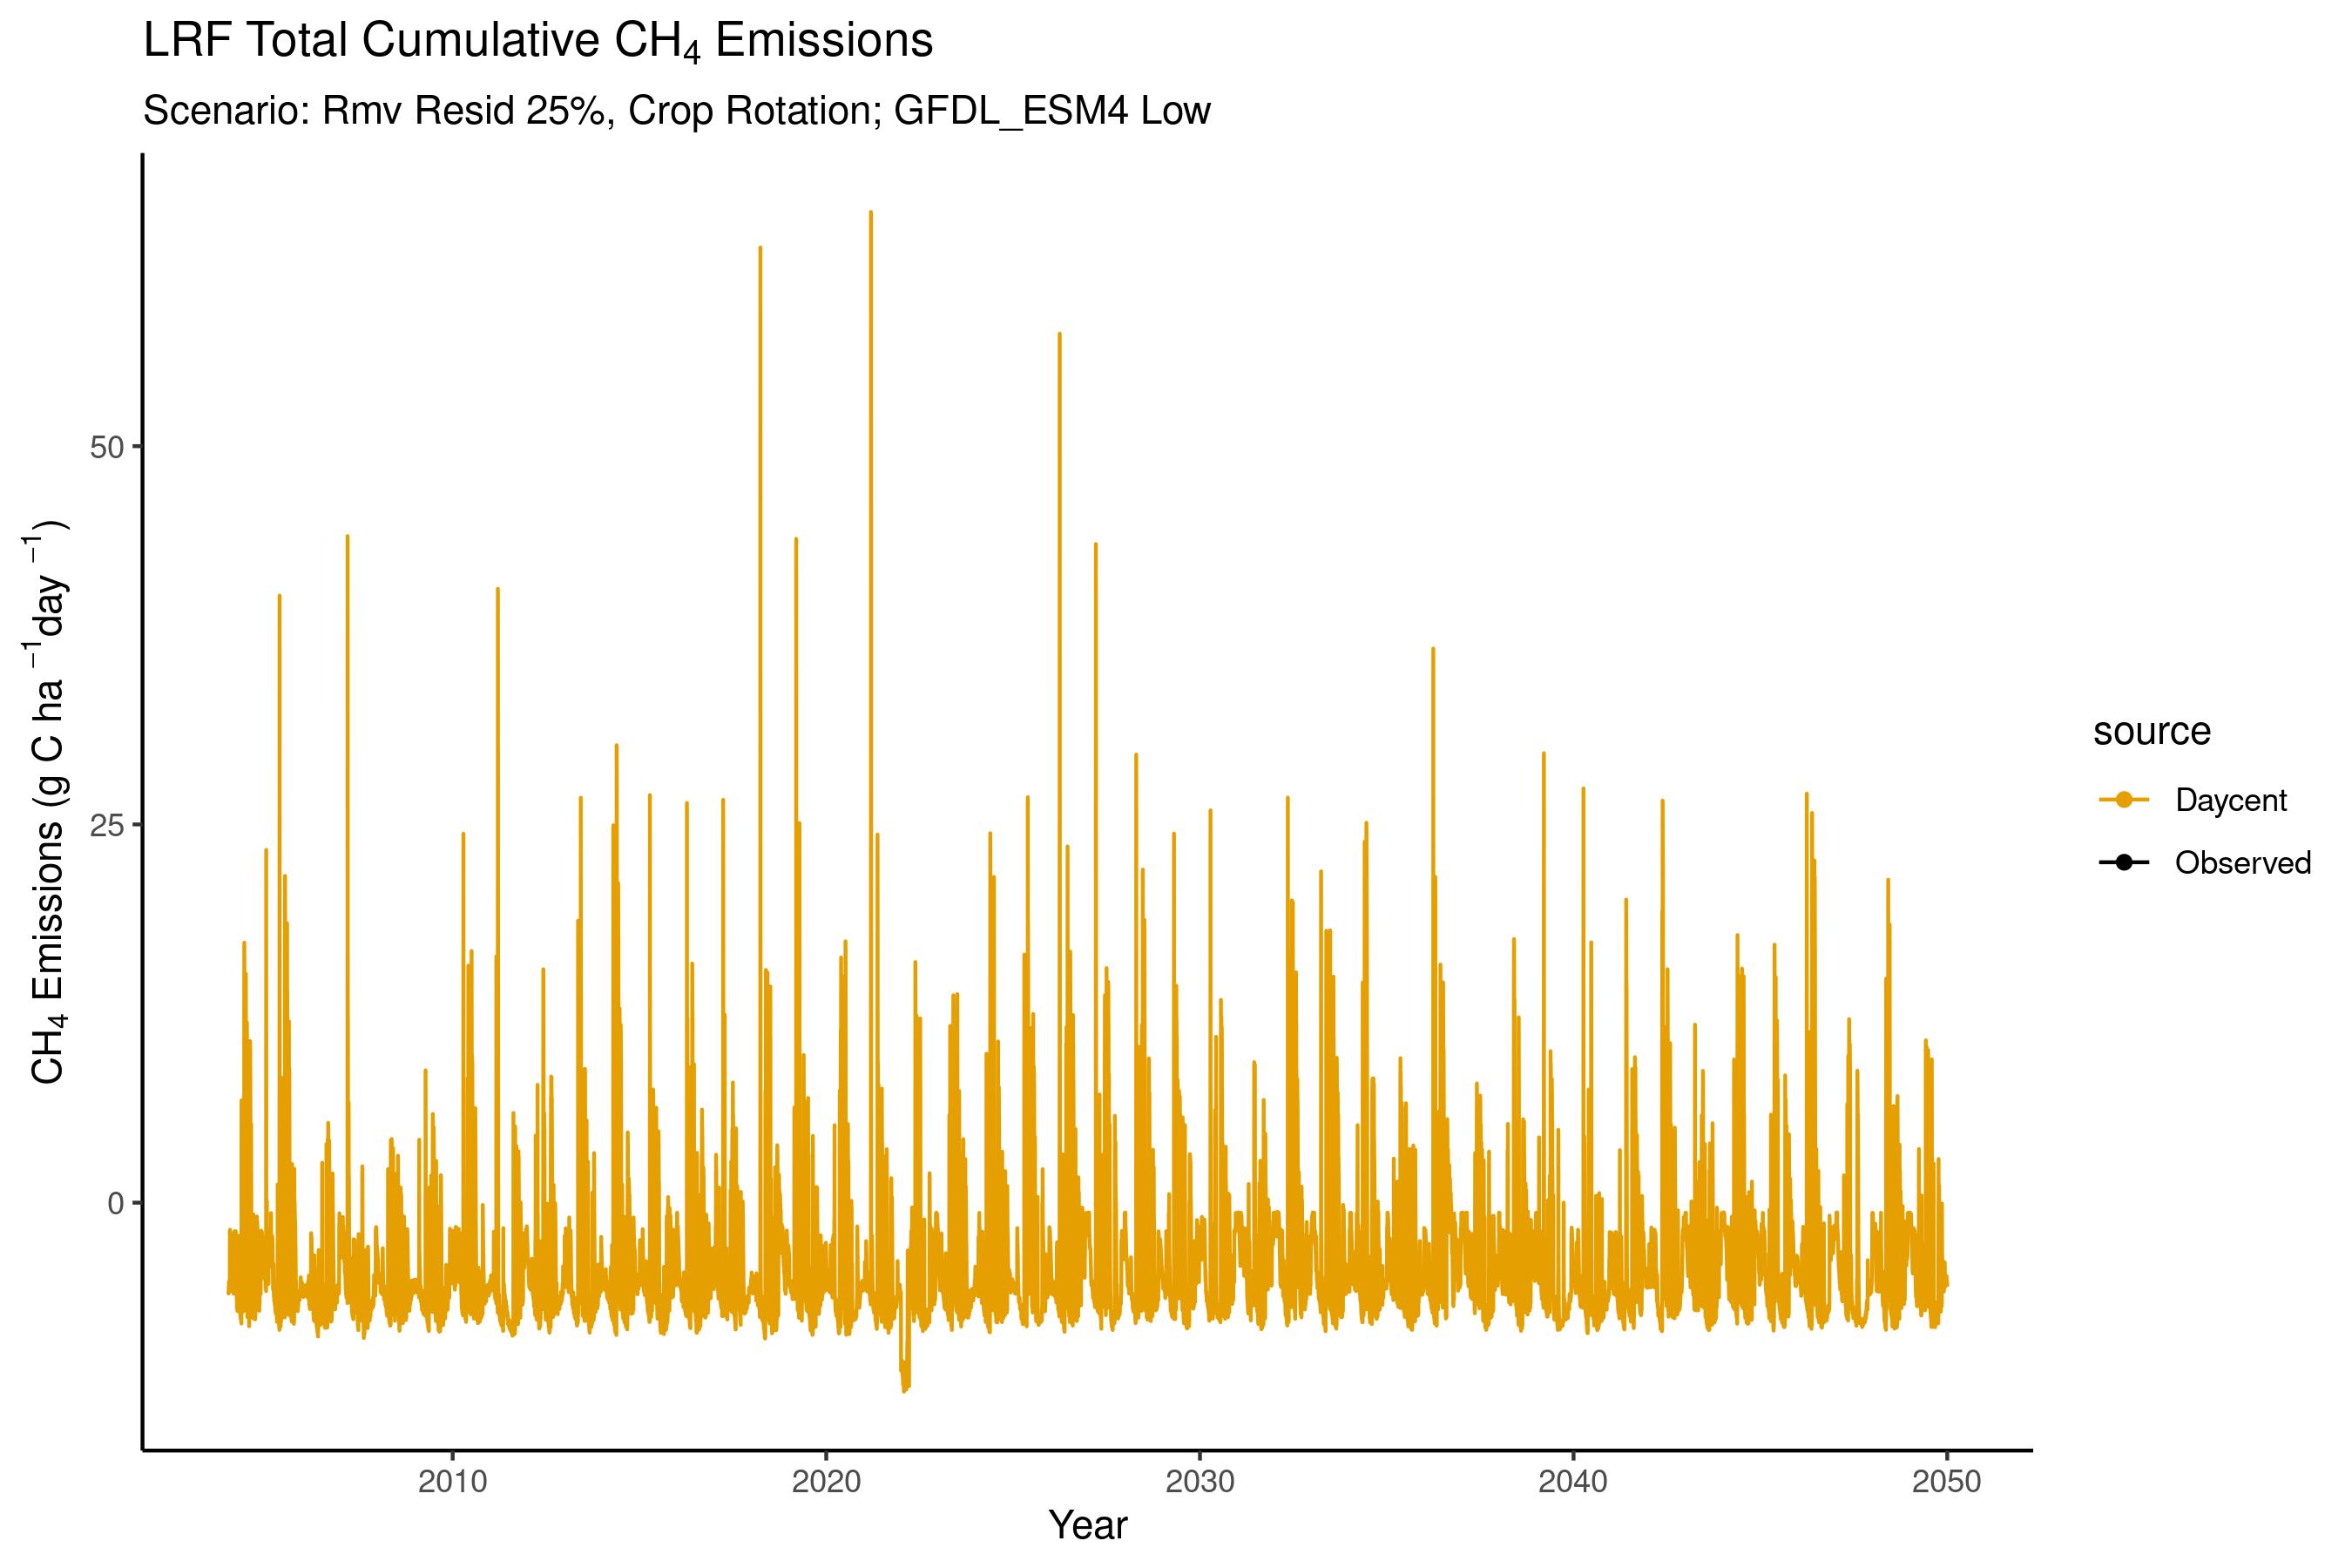 LRF Total Cumulative CH₄ Emissions
Scenario: Rmv Resid 25%, Crop Rotation; GFDL_ESM4 Low
CH₄ Emissions (g C ha ⁻¹day ⁻¹)
50
25
0
2010 2020 2030 2040 2050
Year
source
Daycent
Observed